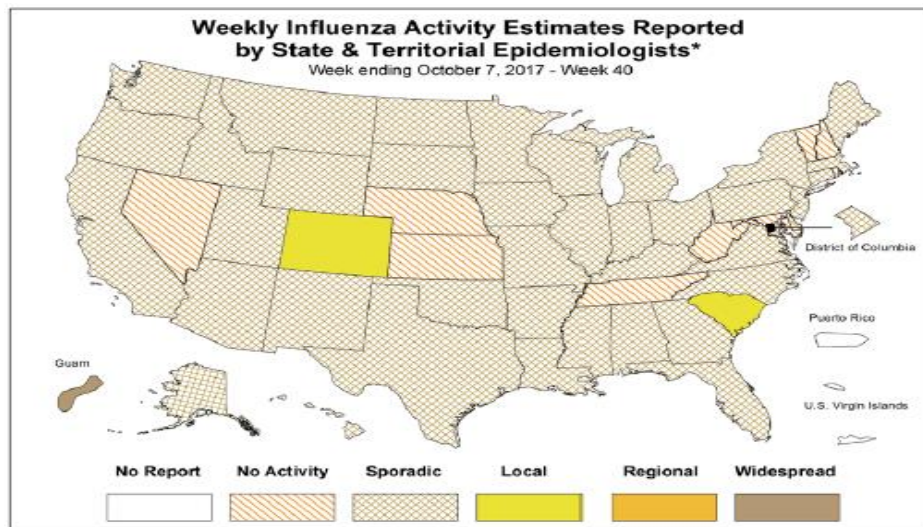 Weekly Influenza Activity Estimates Reported
by State & Territorial Epidemiologists*
Week ending October 7, 2017 - Week 40
District of Columbia
Puerto Rico
Guam
U.S. Virgin Islands
No Report No Activity Sporadic Local Regional Widespread